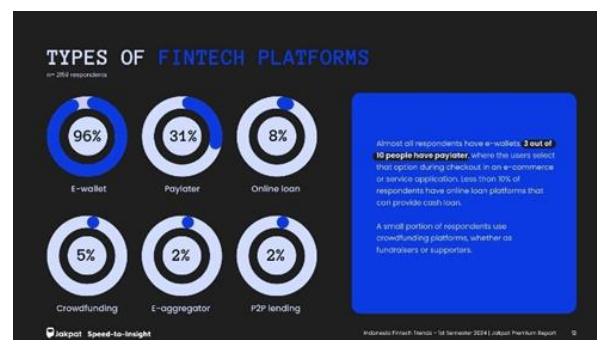 TYPES OF FINTECH PLATFORMS
respondents
96%
31%
8%
E-wallet
Paylater
Online loan
5%
2%
2%
Crowdfunding
E-aggregator
P2P lending
Almost all respondents have e-wallets, 3 out of
10 people have paylater, where the users select
that option during checkout in an e-commerce
or service application. Less than 10% of
respondents have online loan platforms that
can provide cash loan.
A small portion of respondents use
crowdfunding platforms, whether as
fundraisers or supporters.
Jakpat Speed-to-Insight
Indonesia Fintech Trends - 1st Semester 2024 | Jakpat Premium Report